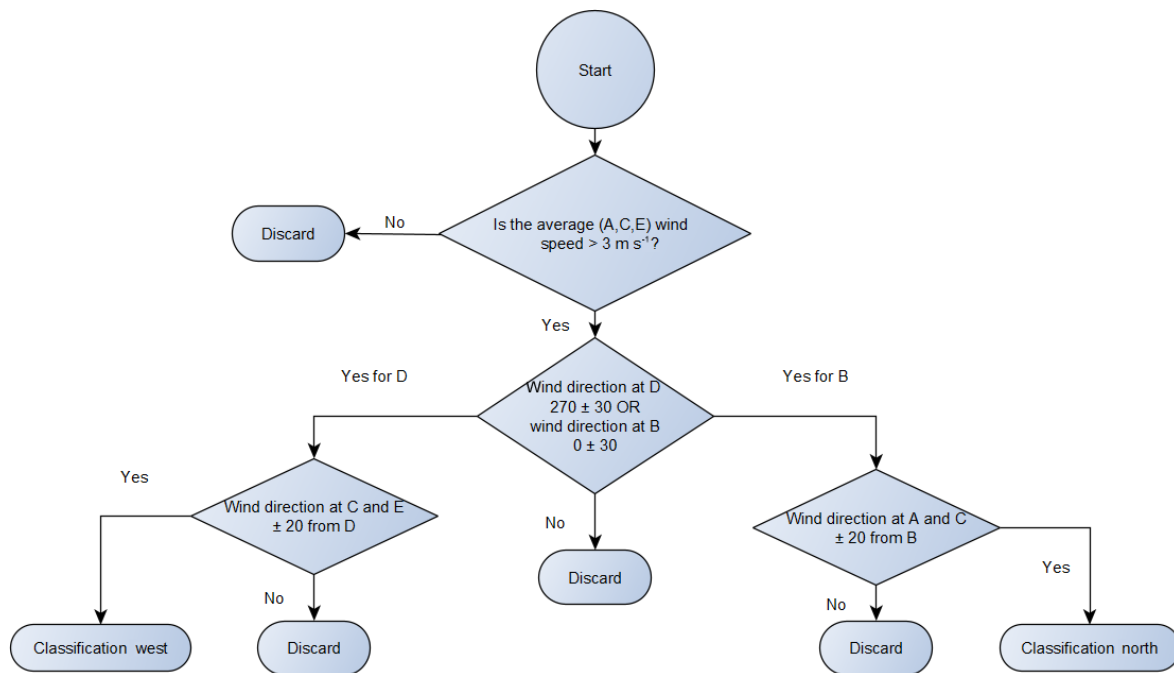 Start
Is the average (A,C,E) wind
speed > 3 m s⁻¹?
No
Discard
Yes
Wind direction at D
270 ± 30 OR
wind direction at B
0 ± 30
Yes for D
Yes for B
Wind direction at C and E
± 20 from D
Yes
Classification west
No
Discard
No
Discard
Wind direction at A and C
± 20 from B
No
Discard
Yes
Classification north